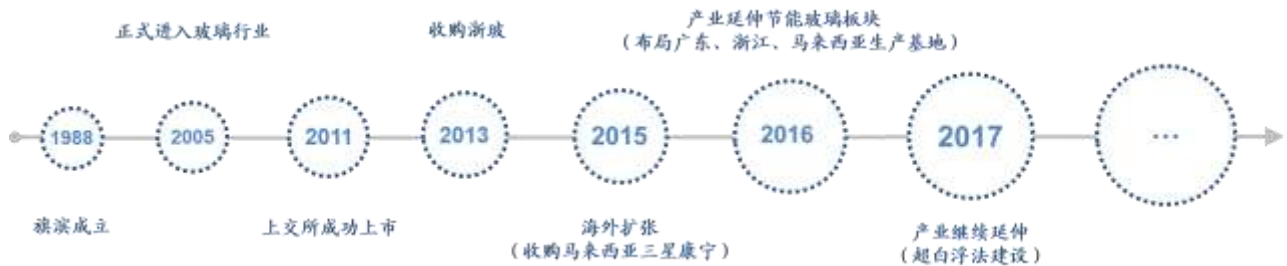 正式进入玻璃行业
收购浙玻
产业延伸节能玻璃板块
（布局广东、浙江、马来西亚生产基地）
1988
2005
2011
2013
2015
2016
2017
...
旗滨成立
上交所成功上市
海外扩张
（收购马来西亚三星康宁）
产业继续延伸
（超白浮法建设）